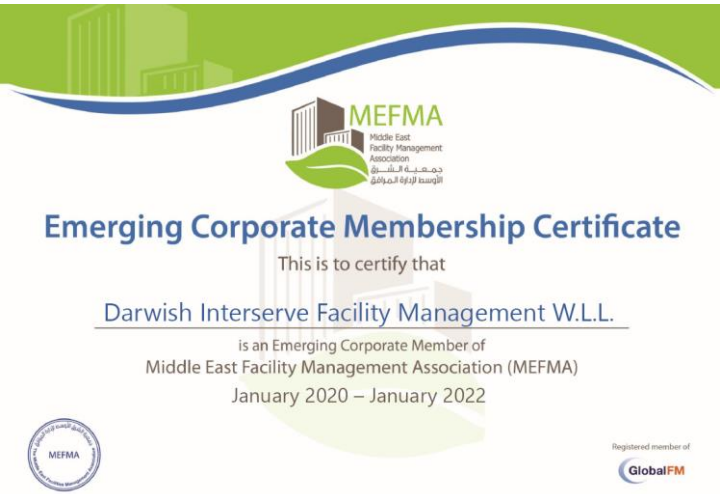 MEFMA
Middle East
Facility Management
Association
جمعية الشرق
الأوسط لإدارة المرافق
Emerging Corporate Membership Certificate
This is to certify that
Darwish Interserve Facility Management W.L.L.
is an Emerging Corporate Member of
Middle East Facility Management Association (MEFMA)
January 2020 – January 2022
MEFMA
Registered member of
GlobalFM